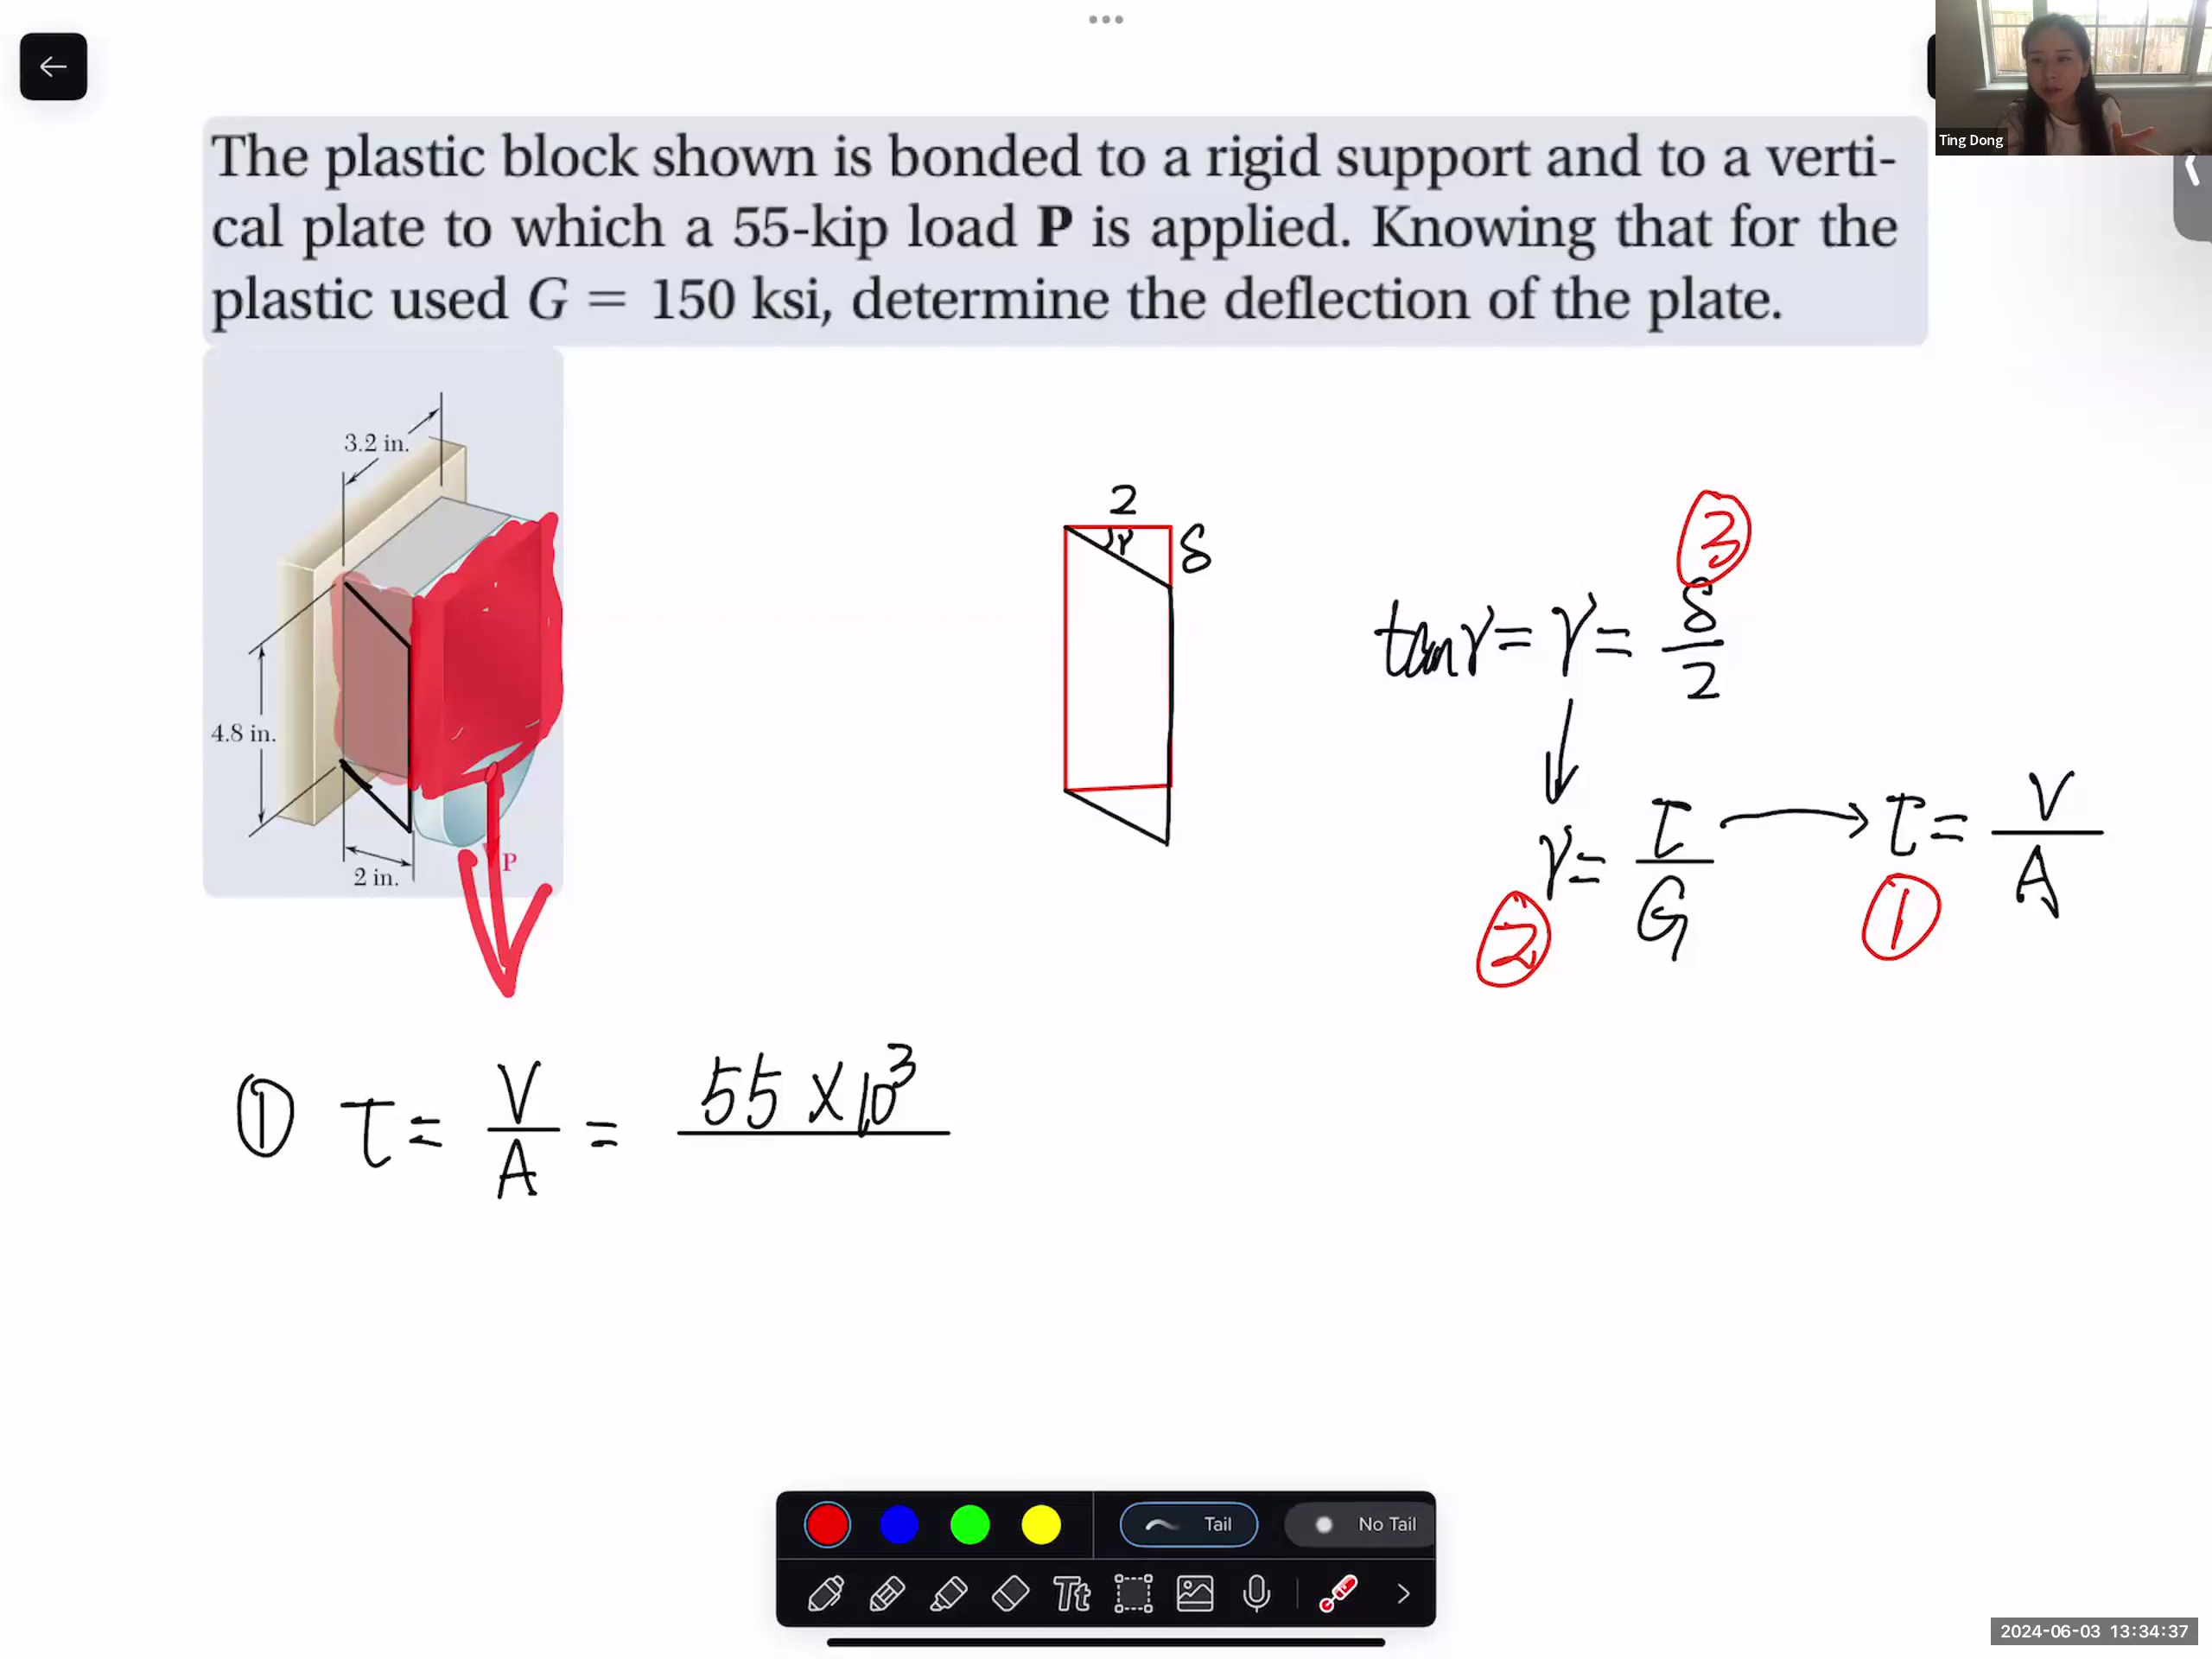 Ting Dong
The plastic block shown is bonded to a rigid support and to a verti-
cal plate to which a 55-kip load P is applied. Knowing that for the
plastic used G = 150 ksi, determine the deflection of the plate.
3.2 in.
4.8 in.
2 in.
P
2
γ
δ
3
tanγ = γ = δ/2
γ = τ/G → τ = V/A
2
1
① τ = V/A = 55 × 10³
Tail
No Tail
Tt
2024-06-03 13:34:37